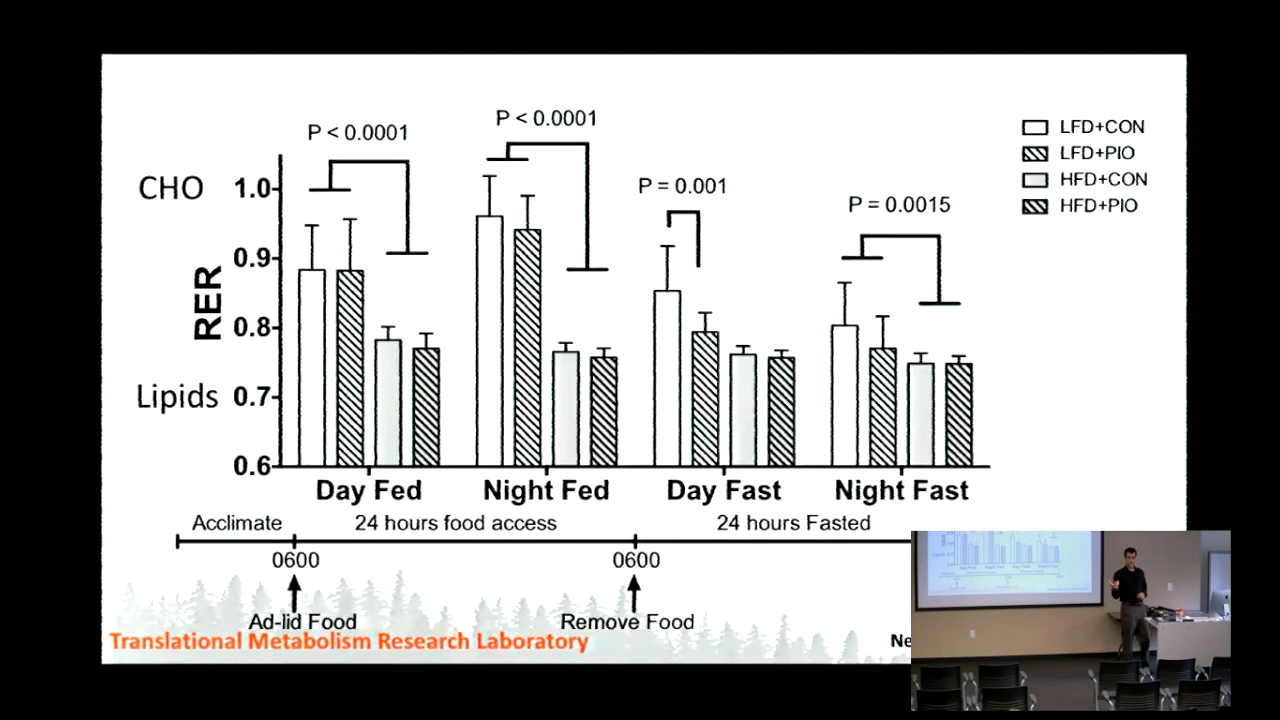 P < 0.0001
P < 0.0001
P = 0.001
P = 0.0015
LFD+CON
LFD+PIO
HFD+CON
HFD+PIO
CHO
Lipids
RER
1.0
0.9
0.8
0.7
0.6
Day Fed
Night Fed
Day Fast
Night Fast
Acclimate
24 hours food access
24 hours Fasted
0600
0600
Ad-lid Food
Remove Food
Translational Metabolism Research Laboratory